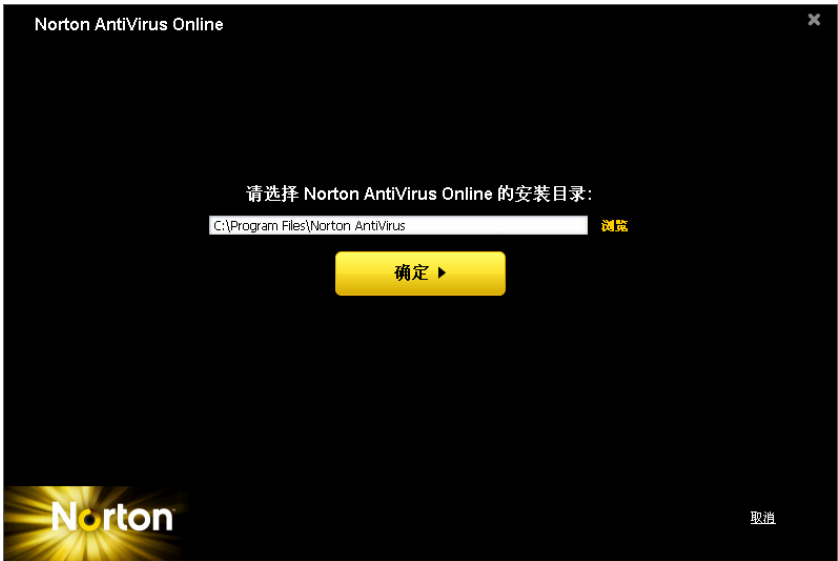 Norton AntiVirus Online
请选择 Norton AntiVirus Online 的安装目录:
C:\Program Files\Norton AntiVirus 浏览
确定
Norton
取消